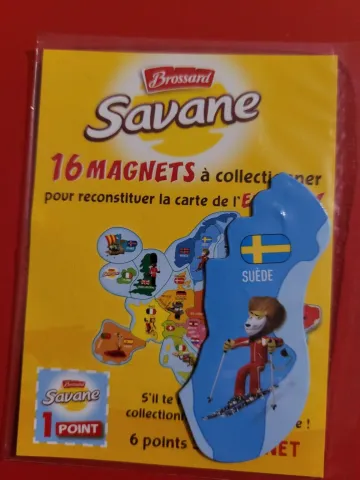 Brossard
Savane
16 MAGNETS à collectionner
pour reconstituer la carte de l'E
SUÈDE
S'il te
collection
!
Brossard
Savane
1 POINT
6 points
NET